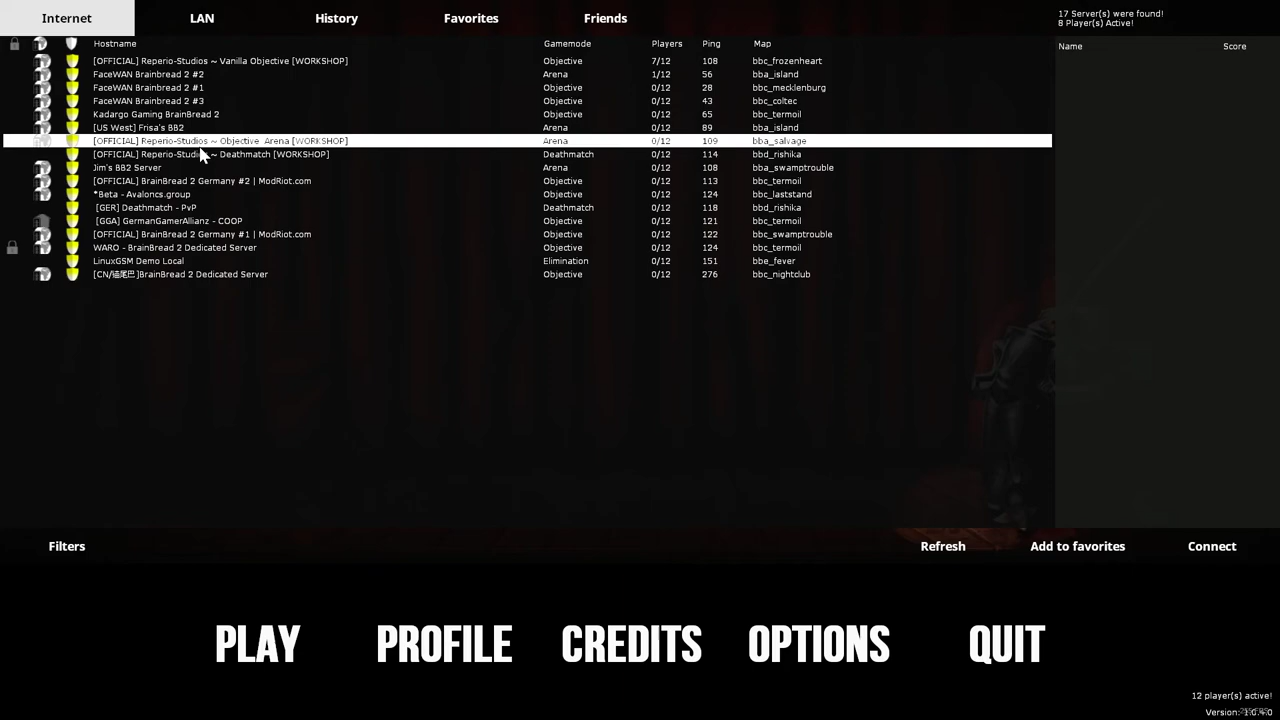 Internet LAN History Favorites Friends
17 Server(s) were found!
8 Player(s) Active!
Hostname Gamemode Players Ping Map Name Score
[OFFICIAL] Reperio-Studios ~ Vanilla Objective [WORKSHOP] Objective 7/12 108 bbc_frozenheart
FaceWAN Brainbread 2 #2 Arena 1/12 56 bba_island
FaceWAN Brainbread 2 #1 Objective 0/12 28 bbc_mecklenburg
FaceWAN Brainbread 2 #3 Objective 0/12 43 bbc_coltec
Kadargo Gaming BrainBread 2 Objective 0/12 65 bbc_termoil
[US West] Frisa's BB2 Arena 0/12 89 bba_island
[OFFICIAL] Reperio-Studios ~ Objective Arena [WORKSHOP] Arena 0/12 109 bba_salvage
[OFFICIAL] Reperio-Studios ~ Deathmatch [WORKSHOP] Deathmatch 0/12 114 bbd_rishika
Jim's BB2 Server Arena 0/12 108 bba_swamptrouble
[OFFICIAL] BrainBread 2 Germany #2 | ModRiot.com Objective 0/12 113 bbc_termoil
*Beta - Avaloncs.group Objective 0/12 124 bbc_laststand
[GER] Deathmatch - PvP Deathmatch 0/12 118 bbd_rishika
[GGA] GermanGamerAllianz - COOP Objective 0/12 121 bbc_termoil
[OFFICIAL] BrainBread 2 Germany #1 | ModRiot.com Objective 0/12 122 bbc_swamptrouble
WARO - BrainBread 2 Dedicated Server Objective 0/12 124 bbc_termoil
LinuxGSM Demo Local Elimination 0/12 151 bbe_fever
[CN/锚尾巴]BrainBread 2 Dedicated Server Objective 0/12 276 bbc_nightclub
Filters Refresh Add to favorites Connect
PLAY PROFILE CREDITS OPTIONS QUIT
12 player(s) active!
Version: